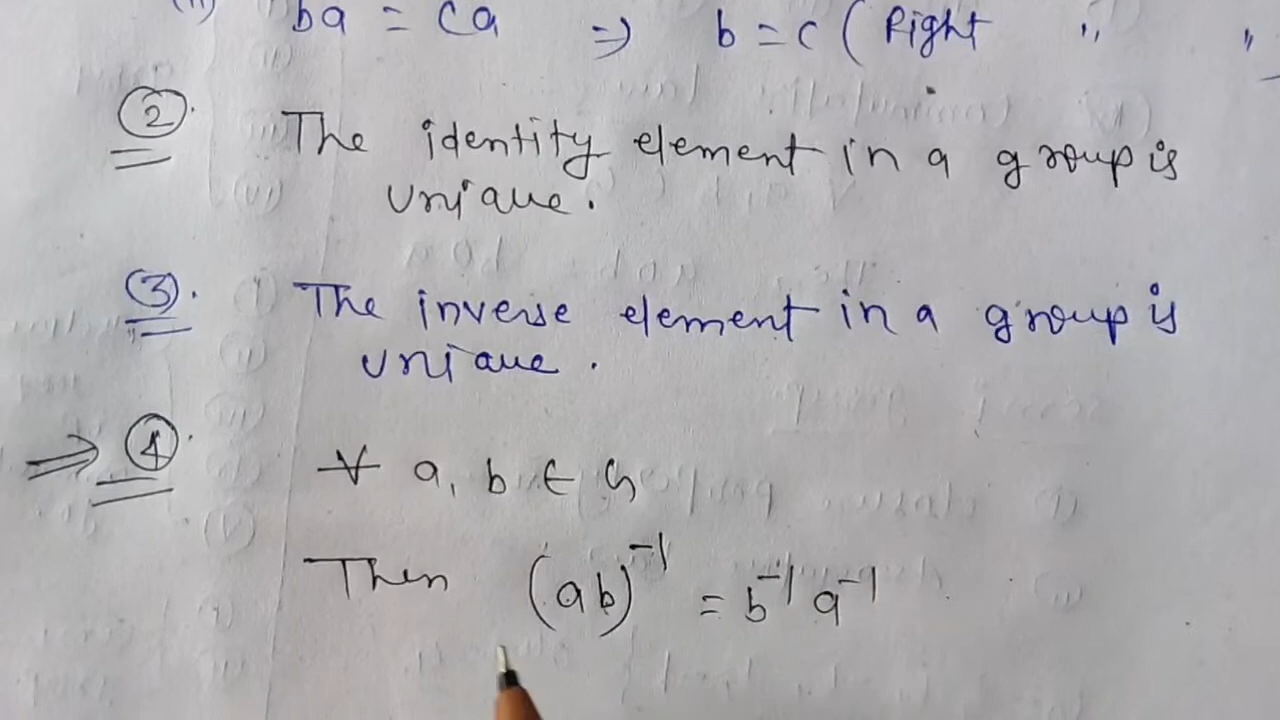 ba = ca ⇒ b = c ( Right " "
② The identity element in a group is
unique.
③. The inverse element in a group is
unique.
⇒ ④. ∀ a, b ∈ G
Then (ab)⁻¹ = b⁻¹ a⁻¹